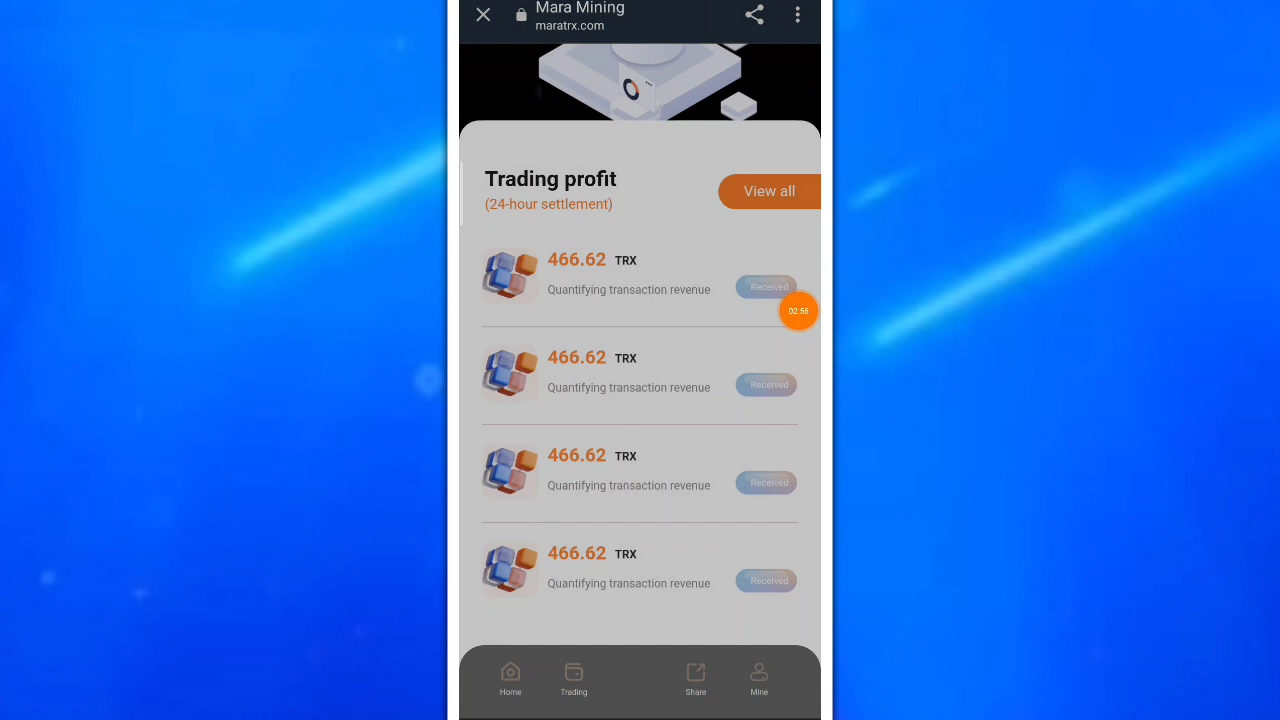 Mara Mining
maratrx.com
Trading profit
(24-hour settlement)
View all
466.62 TRX
Quantifying transaction revenue
Received
02:56
466.62 TRX
Quantifying transaction revenue
Received
466.62 TRX
Quantifying transaction revenue
Received
466.62 TRX
Quantifying transaction revenue
Received
Home
Trading
Share
Mine